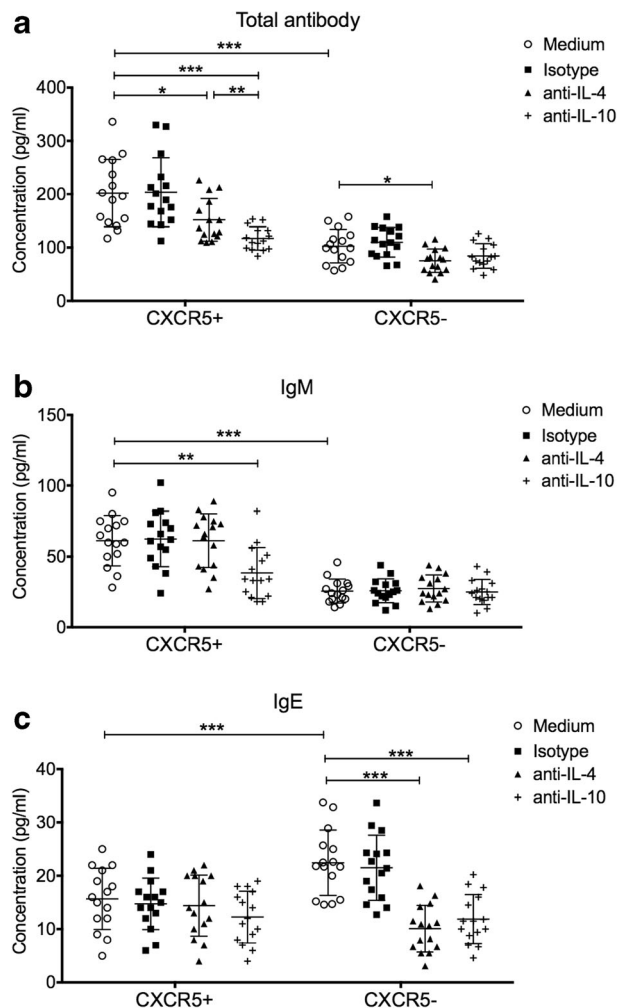 a
Total antibody
***
***
*
**
*
Medium
Isotype
anti-IL-4
anti-IL-10
Concentration (pg/ml)
400
300
200
100
0
CXCR5+
CXCR5-
b
IgM
***
**
Medium
Isotype
anti-IL-4
anti-IL-10
Concentration (pg/ml)
150
100
50
0
CXCR5+
CXCR5-
c
IgE
***
***
***
Medium
Isotype
anti-IL-4
anti-IL-10
Concentration (pg/ml)
40
30
20
10
0
CXCR5+
CXCR5-